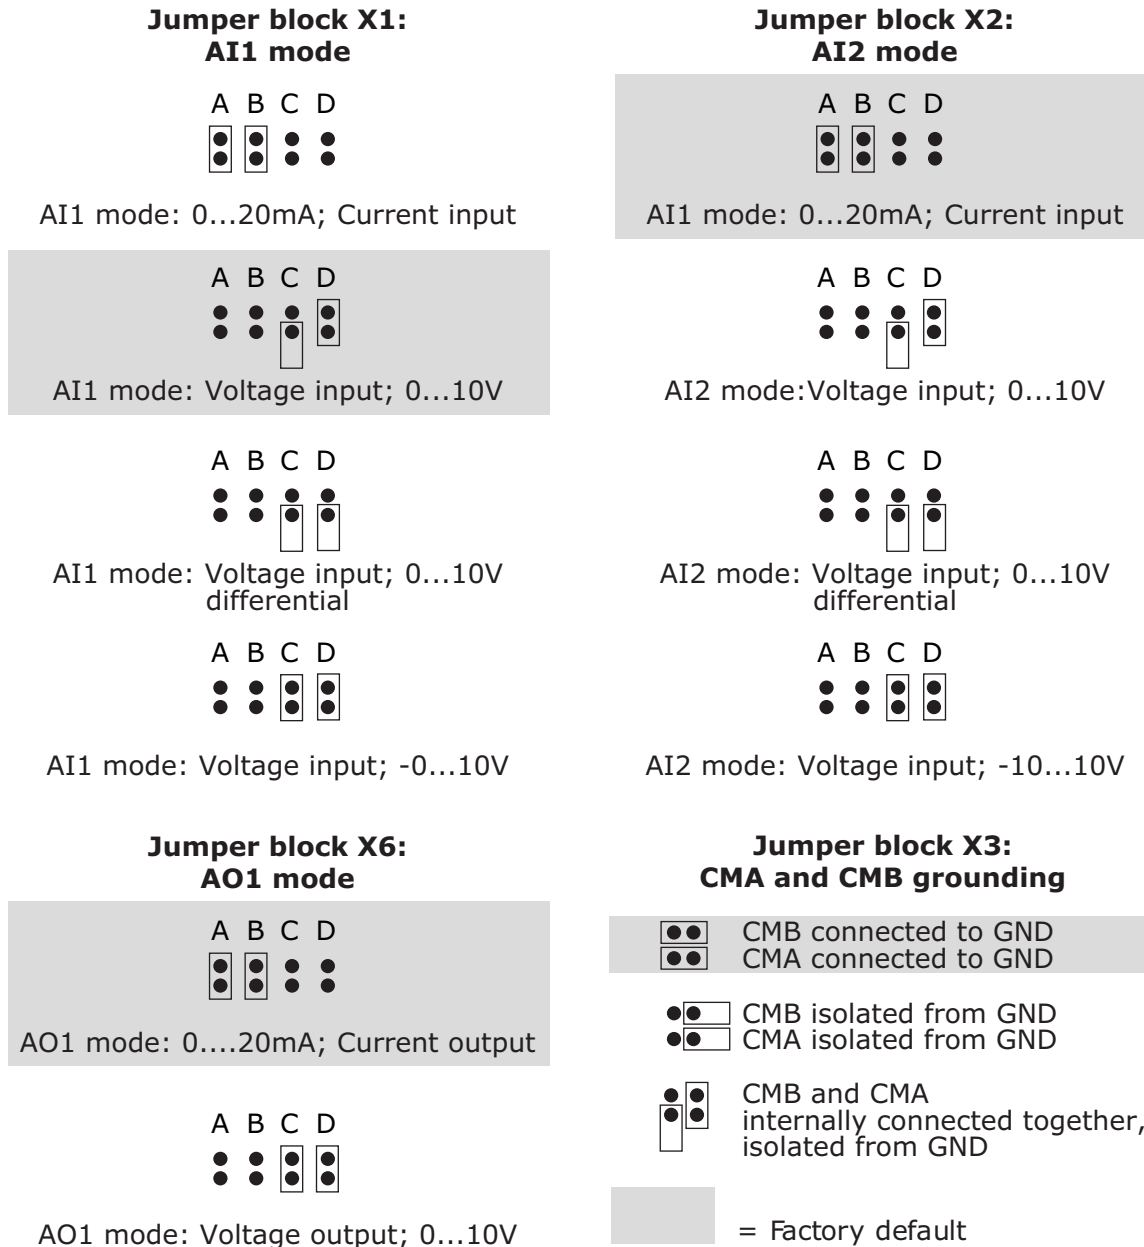 Jumper block X1:
AI1 mode
A B C D
AI1 mode: 0...20mA; Current input
A B C D
AI1 mode: Voltage input; 0...10V
A B C D
AI1 mode: Voltage input; 0...10V
differential
A B C D
AI1 mode: Voltage input; -0...10V
Jumper block X2:
AI2 mode
A B C D
AI1 mode: 0...20mA; Current input
A B C D
AI2 mode:Voltage input; 0...10V
A B C D
AI2 mode: Voltage input; 0...10V
differential
A B C D
AI2 mode: Voltage input; -10...10V
Jumper block X6:
AO1 mode
A B C D
AO1 mode: 0....20mA; Current output
A B C D
AO1 mode: Voltage output; 0...10V
Jumper block X3:
CMA and CMB grounding
CMB connected to GND
CMA connected to GND
CMB isolated from GND
CMA isolated from GND
CMB and CMA
internally connected together,
isolated from GND
= Factory default